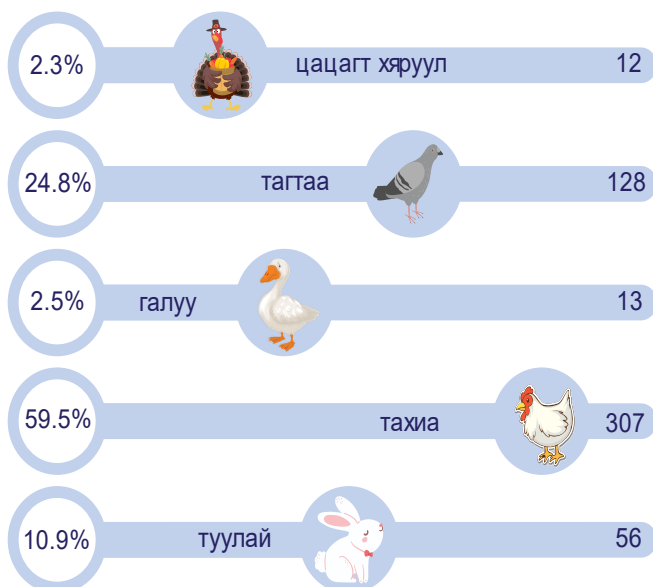 2.3% цацагт хяруул 12
24.8% тагтаа 128
2.5% галуу 13
59.5% тахиа 307
10.9% туулай 56